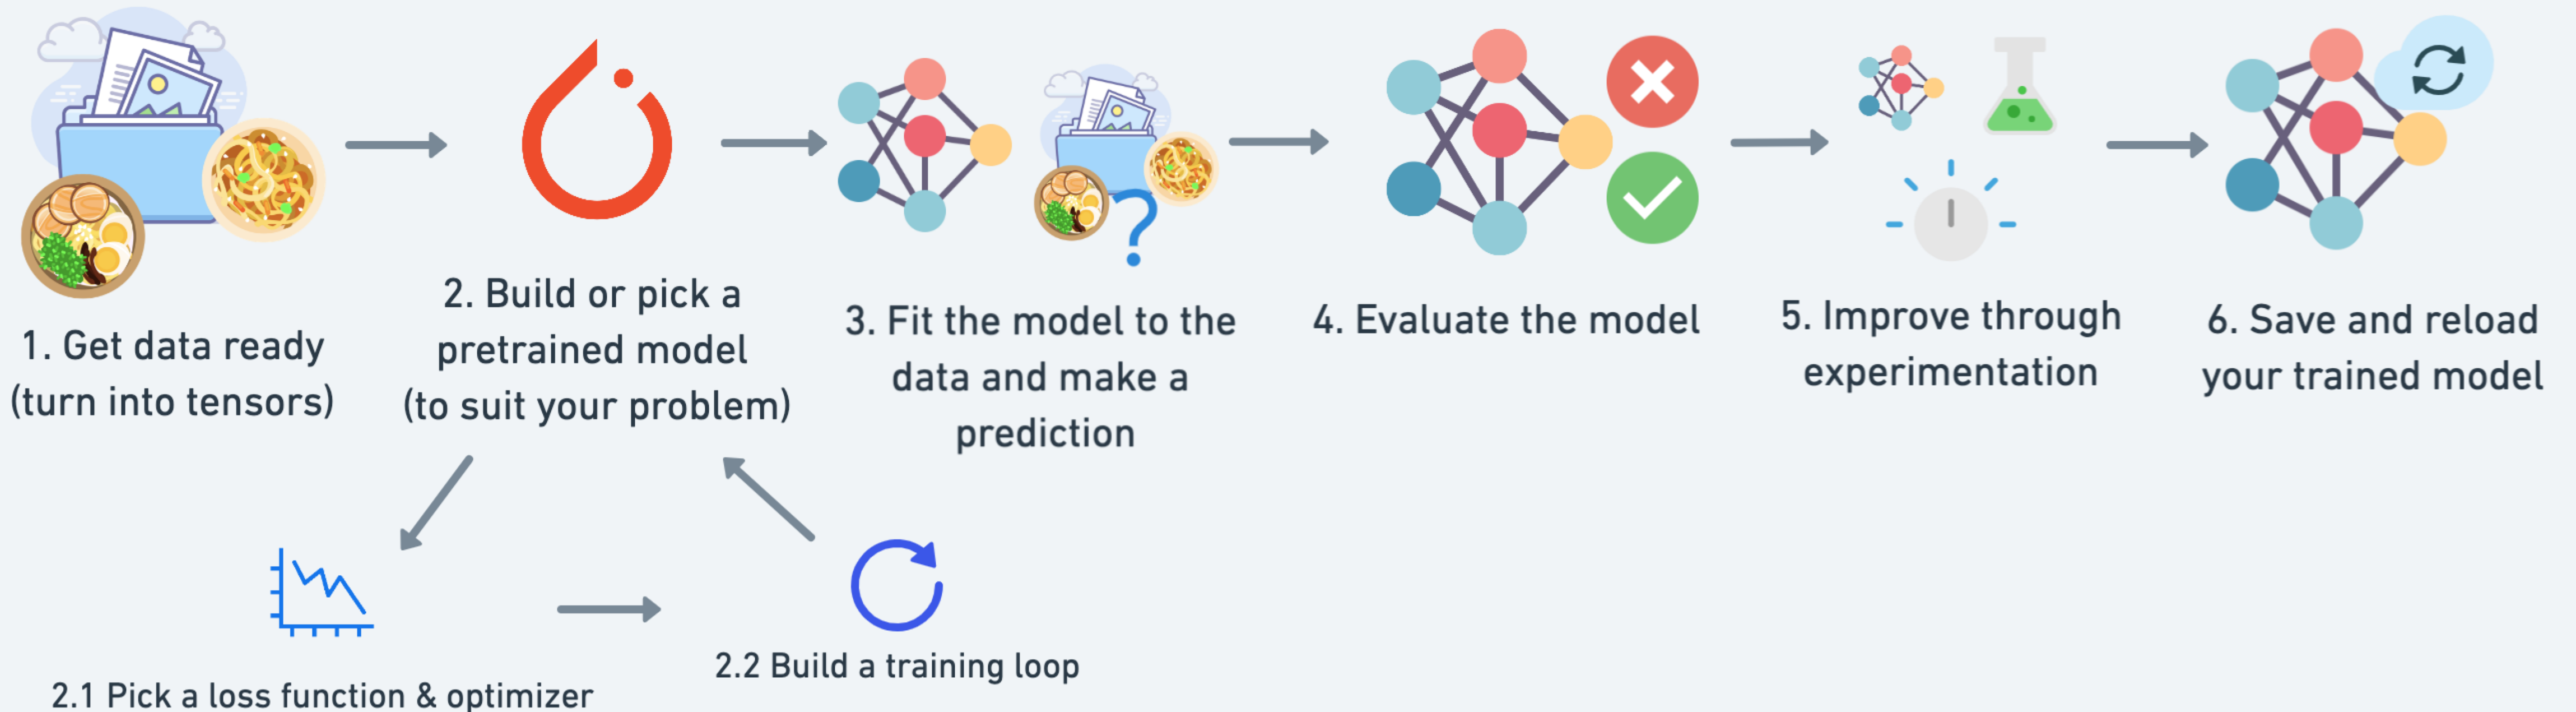 1. Get data ready
(turn into tensors)
2. Build or pick a
pretrained model
(to suit your problem)
3. Fit the model to the
data and make a
prediction
4. Evaluate the model
5. Improve through
experimentation
6. Save and reload
your trained model
2.1 Pick a loss function & optimizer
2.2 Build a training loop